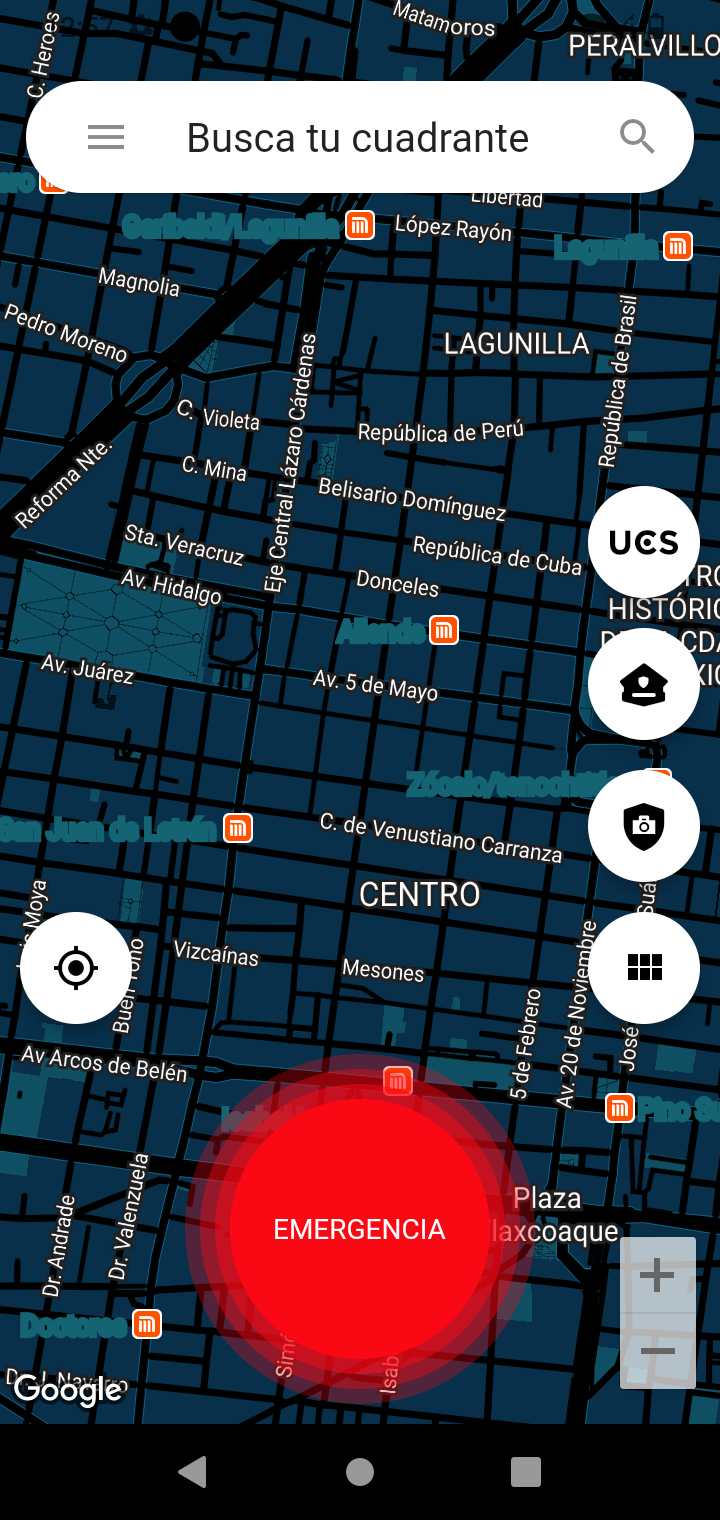 Matamoros
PERALVILLO
C. Heroes
Busca tu cuadrante
Libertad
Garibaldi/Lagunilla
López Rayón
Lagunilla
Magnolia
Pedro Moreno
LAGUNILLA
República de Brasil
Eje Central Lázaro Cárdenas
C. Violeta
República de Perú
C. Mina
Reforma Nte.
Belisario Domínguez
UCS
Sta. Veracruz
República de Cuba
Av. Hidalgo
Donceles
HISTÓRIC
Allende
Av. Juárez
Av. 5 de Mayo
San Juan de Letrán
C. de Venustiano Carranza
CENTRO
Moya
Buen Tono
Vizcaínas
Mesones
5 de Febrero
Av. 20 de Noviembre
José
Av Arcos de Belén
Pino Su
EMERGENCIA
Plaza
laxcoaque
Dr. Andrade
Dr. Valenzuela
Doctores
Simó
Isab
Google